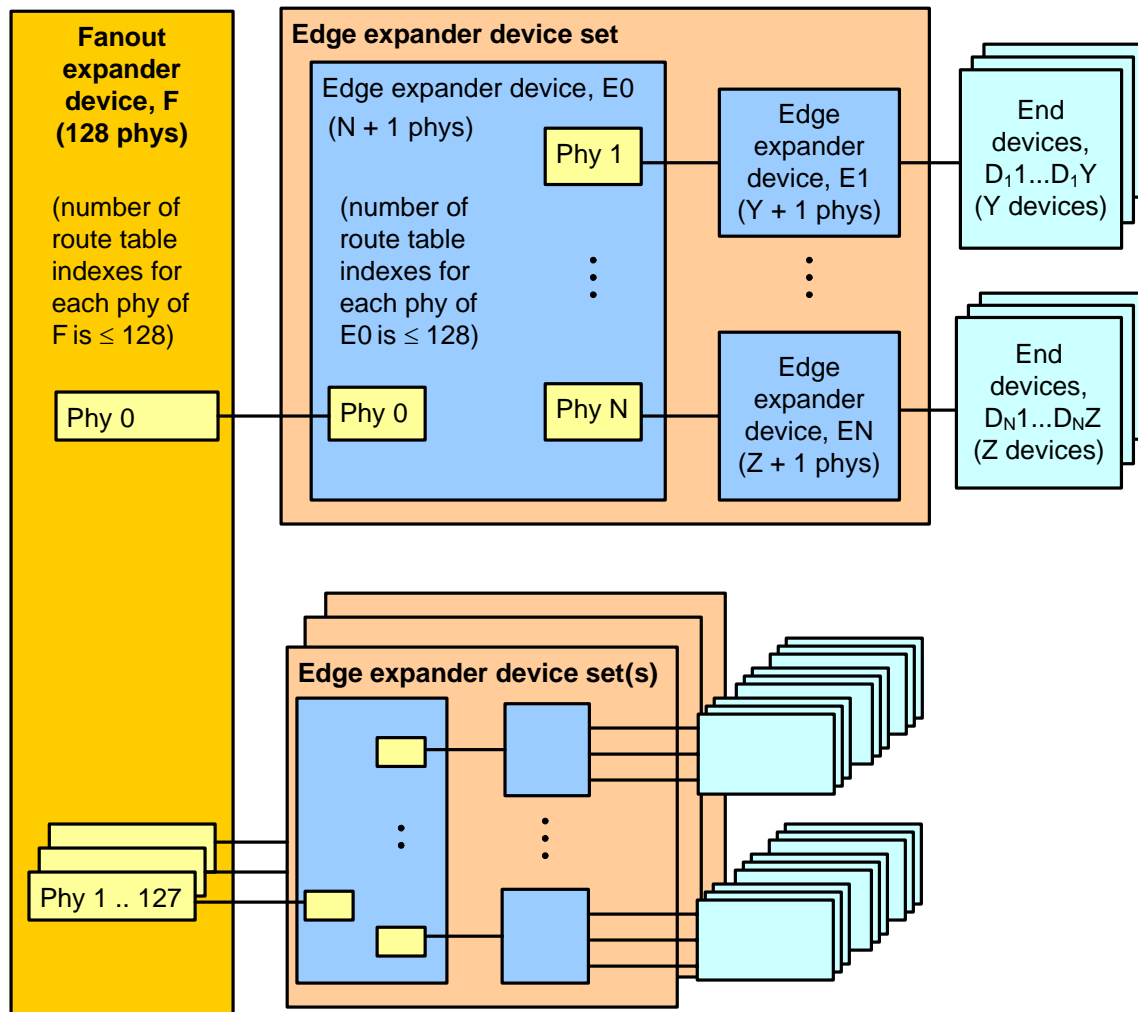 Fanout
expander
device, F
(128 phys)
(number of
route table
indexes for
each phy of
F is ≤ 128)
Phy 0
Edge expander device set
Edge expander device, E0
(N + 1 phys)
(number of
route table
indexes for
each phy of
E0 is ≤ 128)
Phy 0
Phy 1
Phy N
Edge
expander
device, E1
(Y + 1 phys)
Edge
expander
device, EN
(Z + 1 phys)
End
devices,
D₁1...D₁Y
(Y devices)
End
devices,
D_N1...D_NZ
(Z devices)
Edge expander device set(s)
Phy 1 .. 127